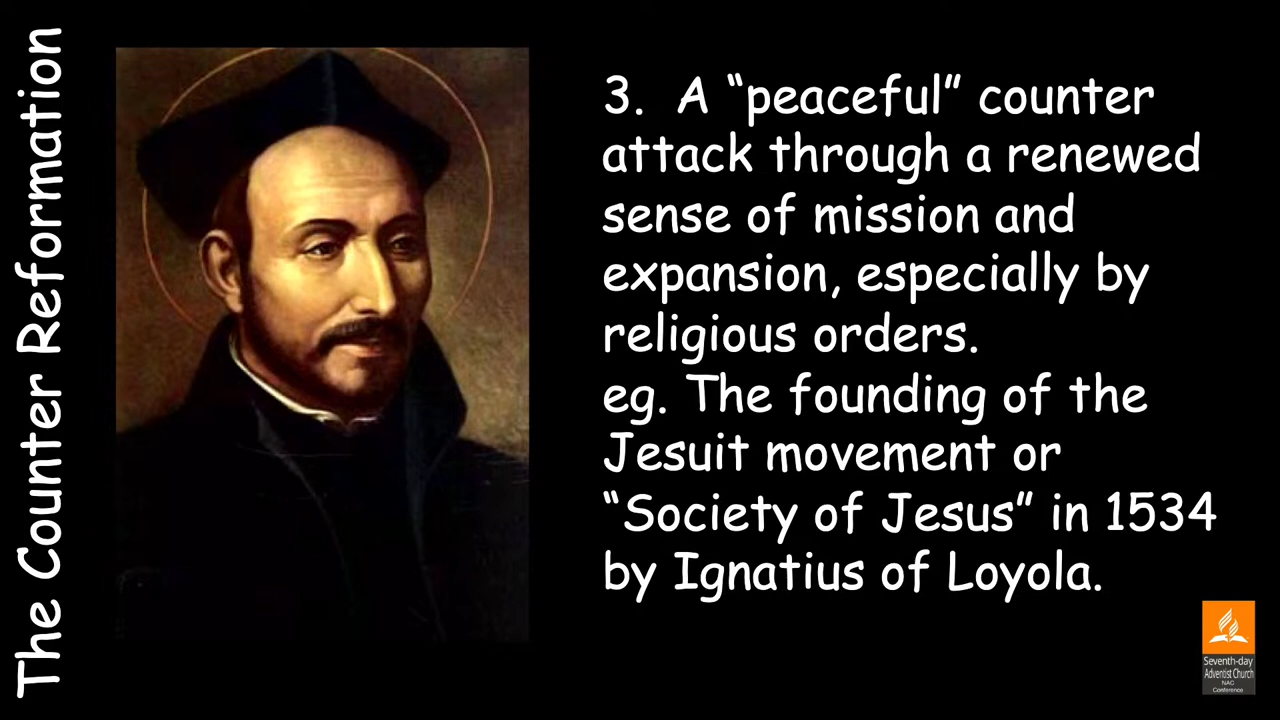 The Counter Reformation
3. A “peaceful” counter
attack through a renewed
sense of mission and
expansion, especially by
religious orders.
eg. The founding of the
Jesuit movement or
“Society of Jesus” in 1534
by Ignatius of Loyola.
Seventh-day
Adventist Church
NAC
Conference